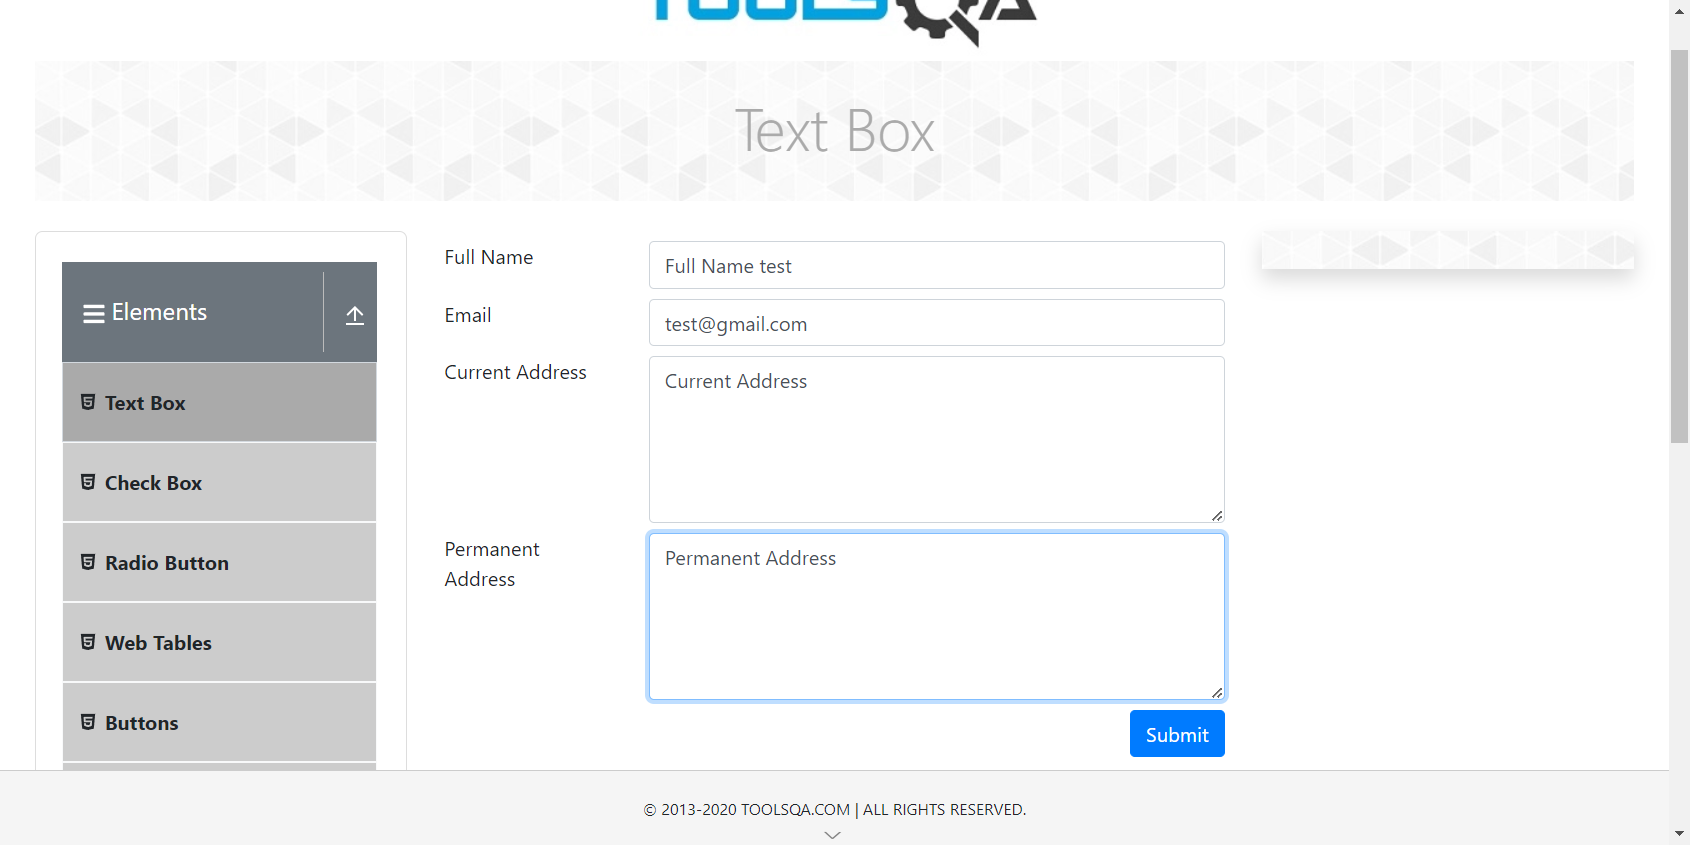 TOOLSQA
Text Box
Elements
Text Box
Check Box
Radio Button
Web Tables
Buttons
Full Name
Full Name test
Email
test@gmail.com
Current Address
Current Address
Permanent
Address
Permanent Address
Submit
© 2013-2020 TOOLSQA.COM | ALL RIGHTS RESERVED.